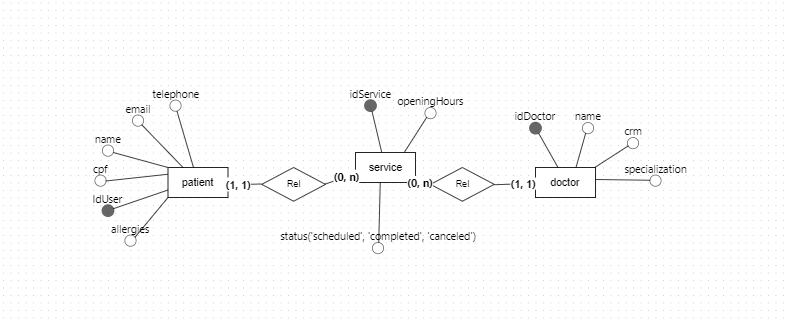 telephone
email
name
cpf
IdUser
allergies
patient
(1, 1)
Rel
(0, n)
idService
openingHours
service
status('scheduled', 'completed', 'canceled')
(0, n)
Rel
(1, 1)
idDoctor
name
crm
specialization
doctor